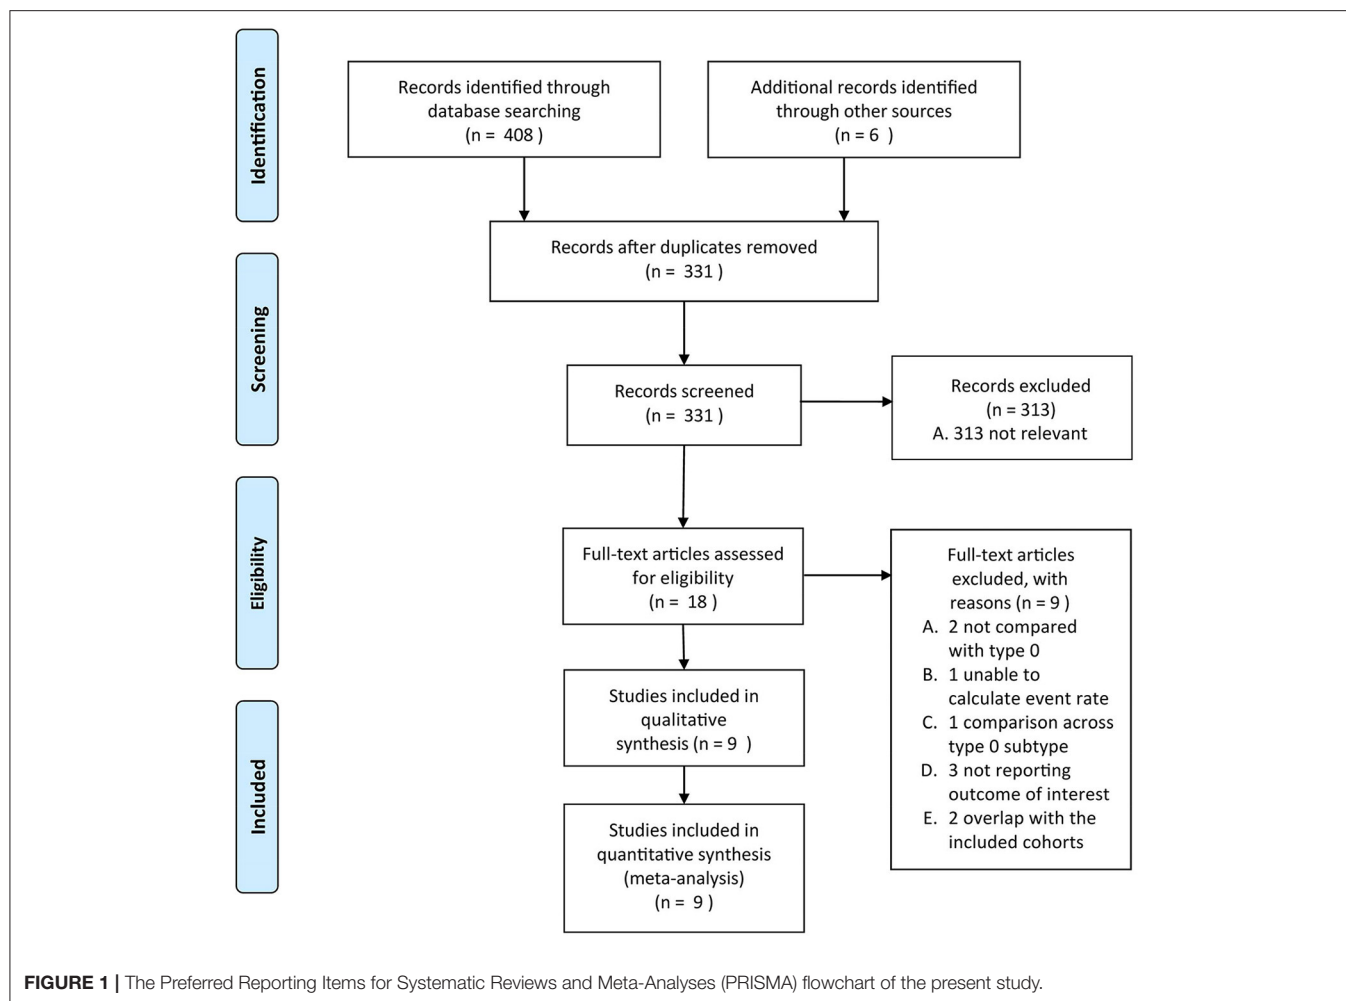 Identification
Records identified through
database searching
(n = 408 )
Additional records identified
through other sources
(n = 6 )
Records after duplicates removed
(n = 331 )
Screening
Records screened
(n = 331 )
Records excluded
(n = 313)
A. 313 not relevant
Eligibility
Full-text articles assessed
for eligibility
(n = 18 )
Full-text articles
excluded, with
reasons (n = 9 )
A. 2 not compared
with type 0
B. 1 unable to
calculate event rate
C. 1 comparison across
type 0 subtype
D. 3 not reporting
outcome of interest
E. 2 overlap with the
included cohorts
Studies included in
qualitative
synthesis (n = 9 )
Included
Studies included in
quantitative synthesis
(meta-analysis)
(n = 9 )
FIGURE 1 | The Preferred Reporting Items for Systematic Reviews and Meta-Analyses (PRISMA) flowchart of the present study.